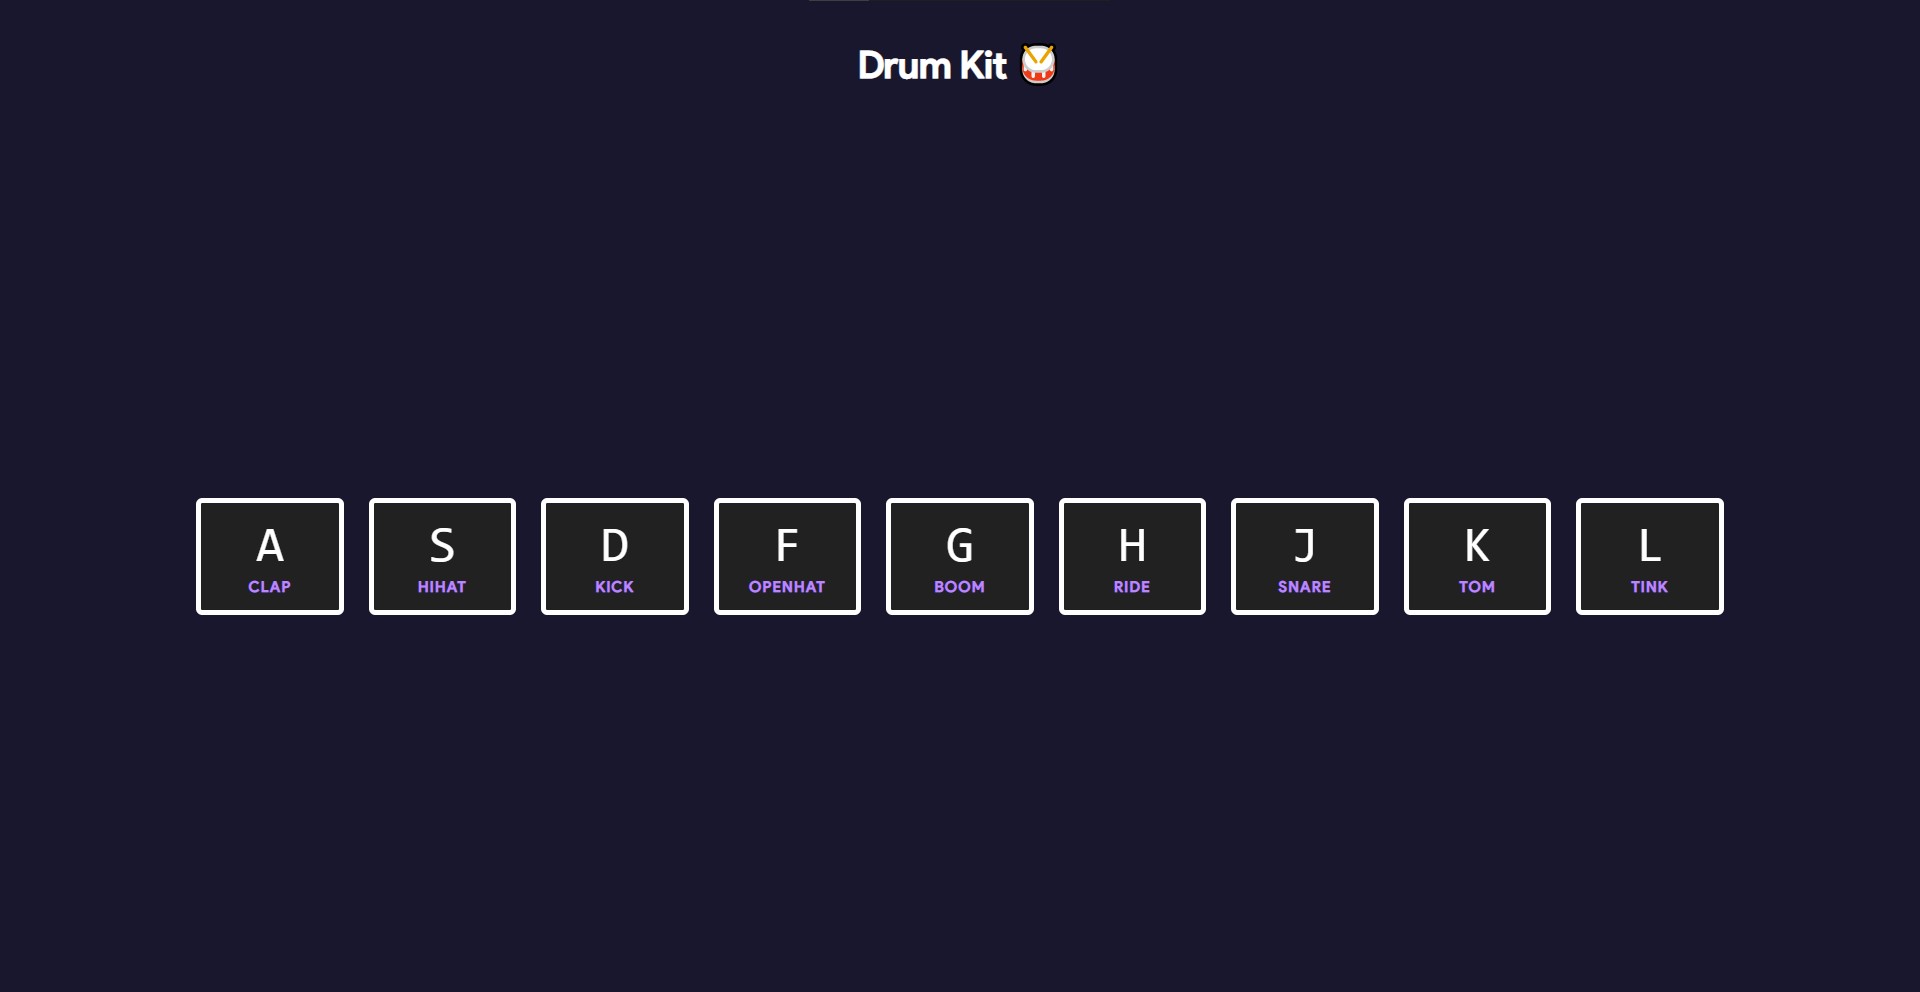 Drum Kit 🥁
A S D F G H J K L
CLAP HIHAT KICK OPENHAT BOOM RIDE SNARE TOM TINK